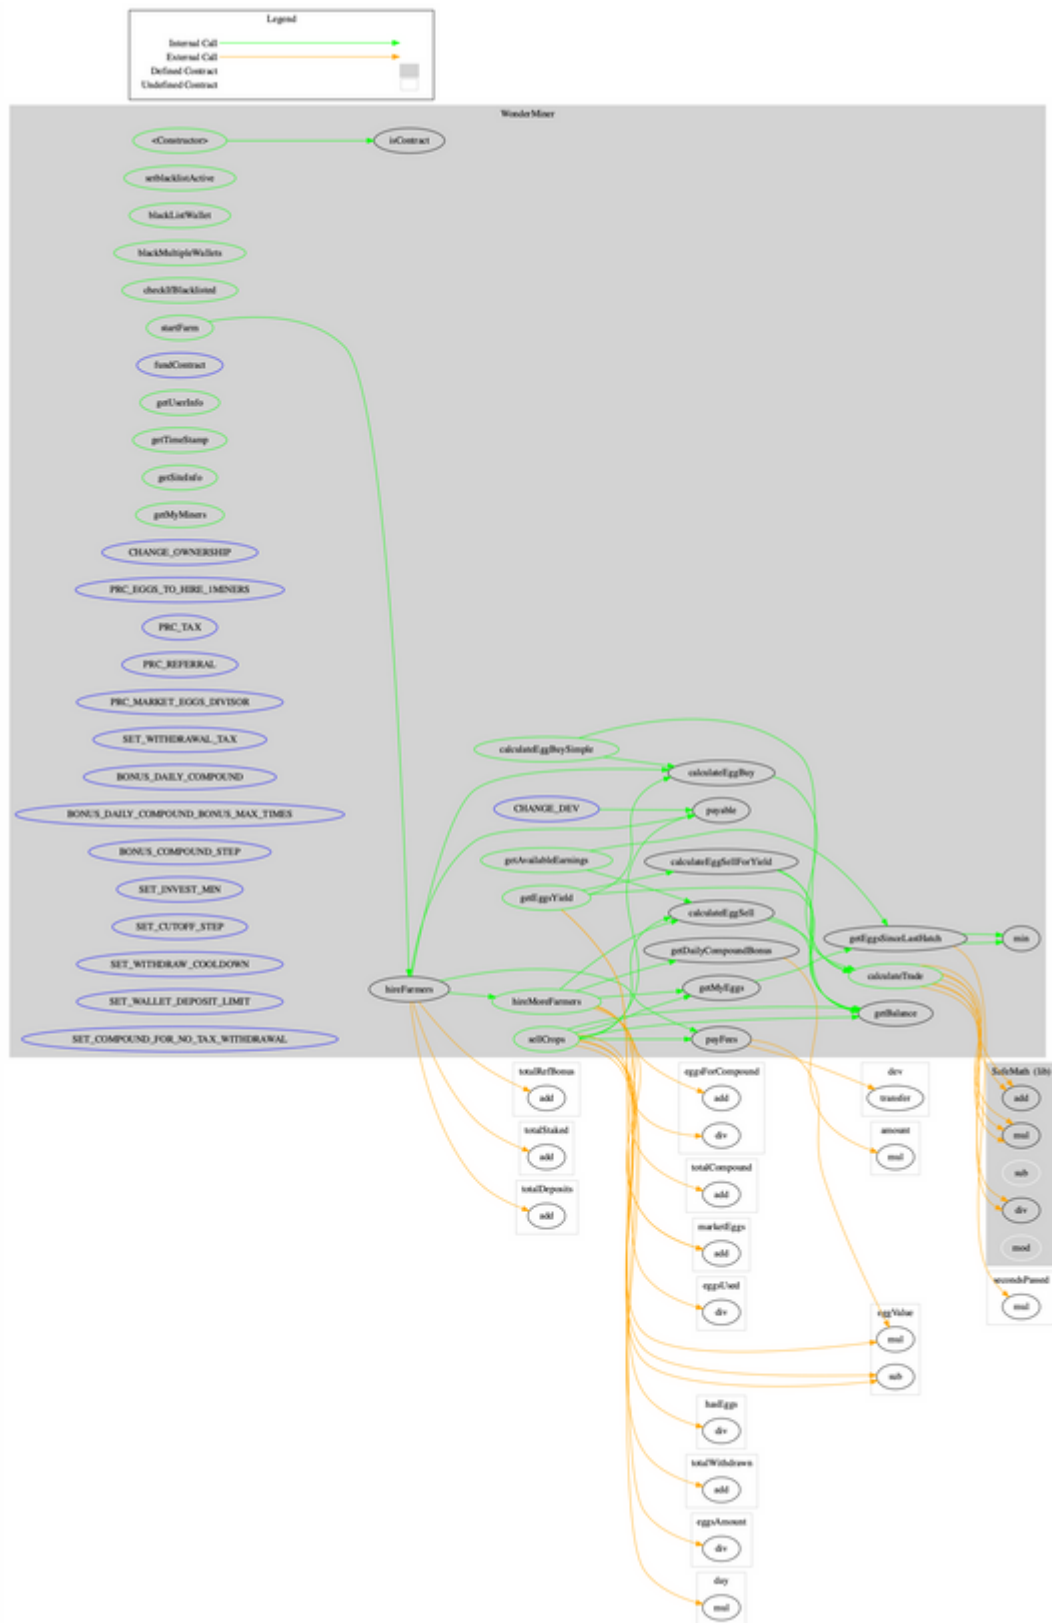 Legend
Internal Call
External Call
Defined Contract
Undefined Contract
WonderMiner
<Constructor>
isContract
setblacklistActive
blackListWallet
blackMultipleWallets
checkIfBlacklisted
startFarm
fundContract
getUserInfo
getTimeStamp
getSiteInfo
getMyMiners
CHANGE_OWNERSHIP
PRC_EGGS_TO_HIRE_1MINERS
PRC_TAX
PRC_REFERRAL
PRC_MARKET_EGGS_DIVISOR
SET_WITHDRAWAL_TAX
BONUS_DAILY_COMPOUND
BONUS_DAILY_COMPOUND_BONUS_MAX_TIMES
BONUS_COMPOUND_STEP
SET_INVEST_MIN
SET_CUTOFF_STEP
SET_WITHDRAW_COOLDOWN
SET_WALLET_DEPOSIT_LIMIT
SET_COMPOUND_FOR_NO_TAX_WITHDRAWAL
hireFarmers
calculateEggBuySimple
CHANGE_DEV
getAvailableEarnings
getEggsYield
hireMoreFarmers
sellCrops
calculateEggBuy
payable
calculateEggSellForYield
calculateEggSell
getDailyCompoundBonus
getMyEggs
payFees
getEggsSinceLastHatch
calculateTrade
getBalance
min
totalRefBonus
add
totalStaked
add
totalDeposits
add
eggsForCompound
add
div
totalCompound
add
marketEggs
add
eggsUsed
div
hasEggs
div
totalWithdrawn
add
eggsAmount
div
day
mul
dev
transfer
amount
mul
eggValue
mul
sub
SafeMath (lib)
add
mul
sub
div
mod
secondsPassed
mul